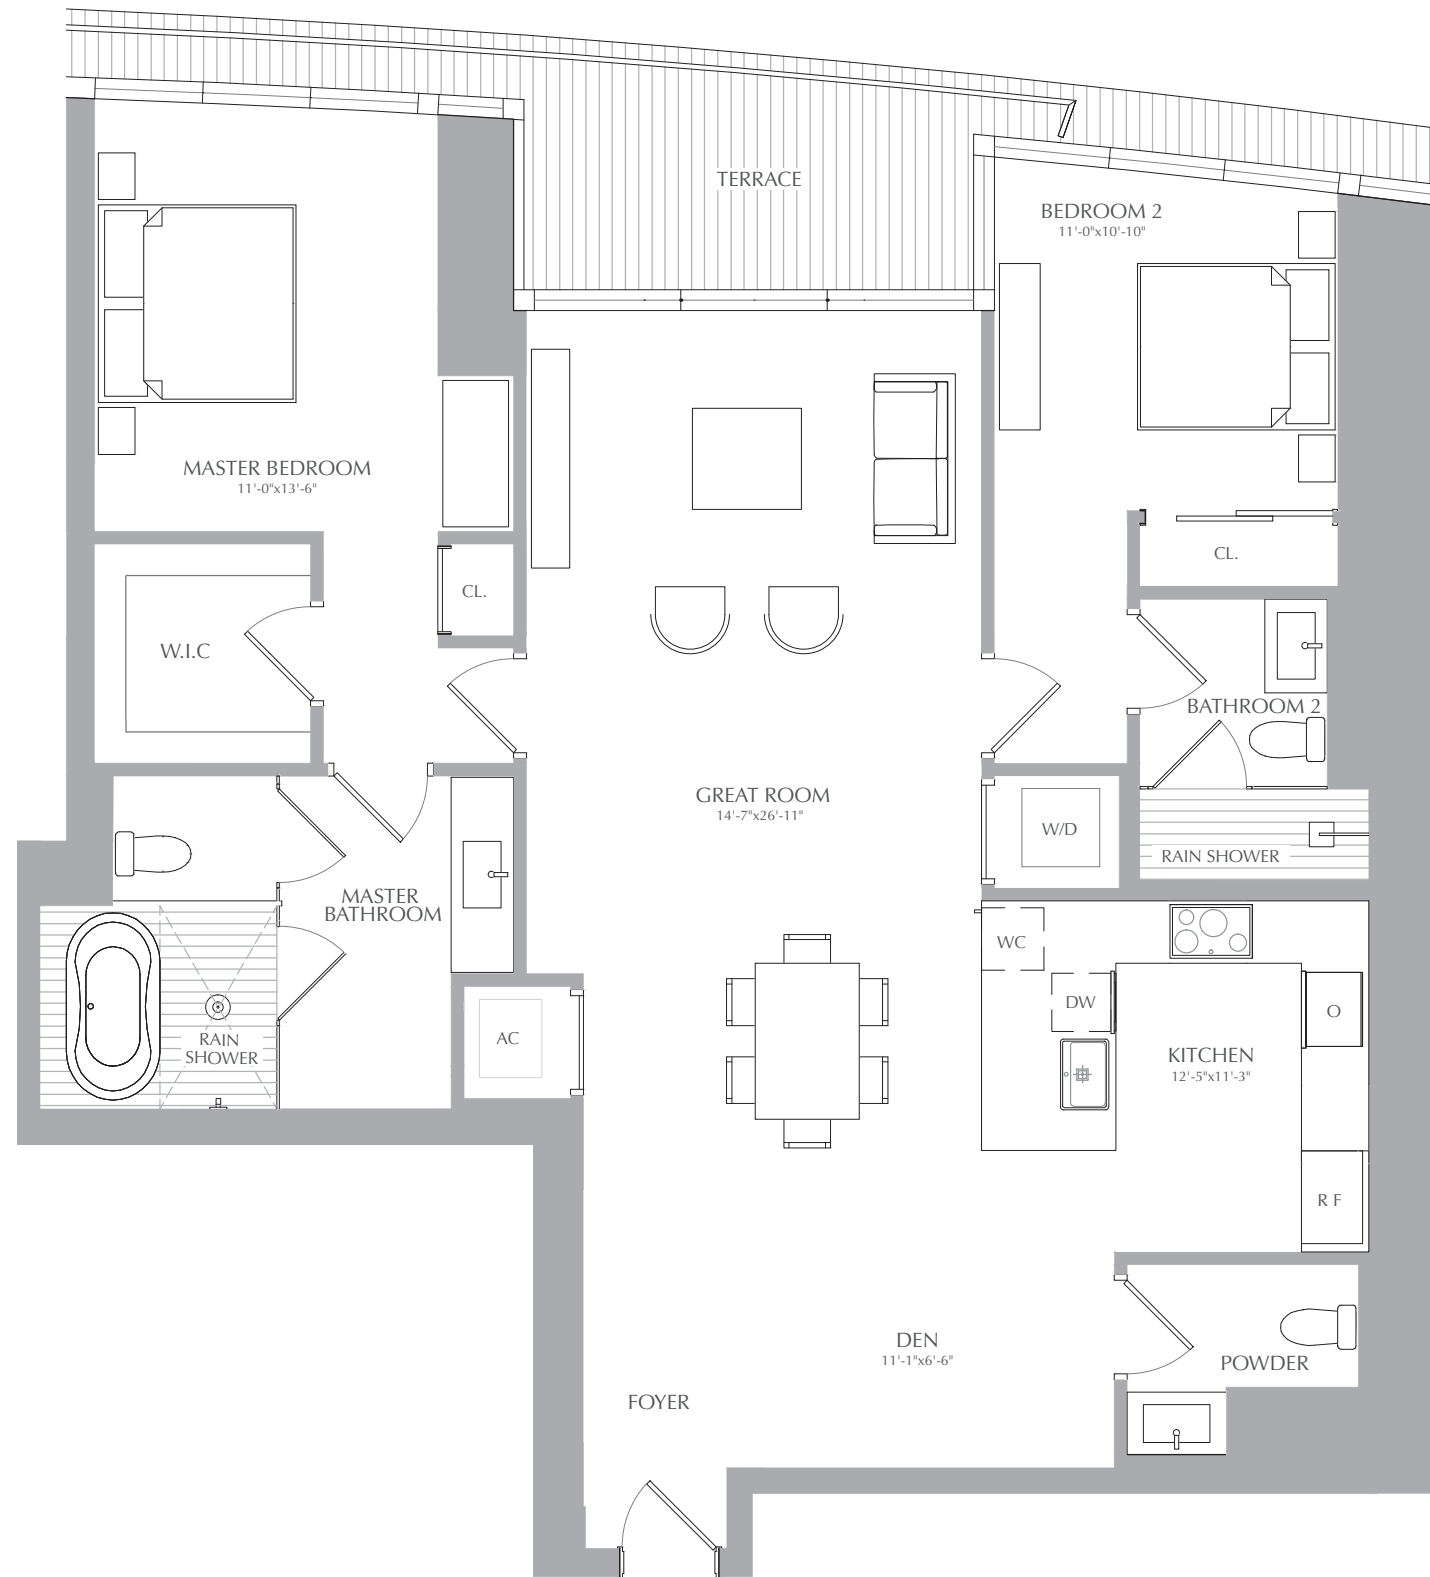 TERRACE
BEDROOM 2
11'-0"x10'-10"
MASTER BEDROOM
11'-0"x13'-6"
CL.
CL.
W.I.C
BATHROOM 2
GREAT ROOM
14'-7"x26'-11"
W/D
RAIN SHOWER
MASTER
BATHROOM
WC
DW
O
AC
RAIN
SHOWER
KITCHEN
12'-5"x11'-3"
R F
DEN
11'-1"x6'-6"
POWDER
FOYER